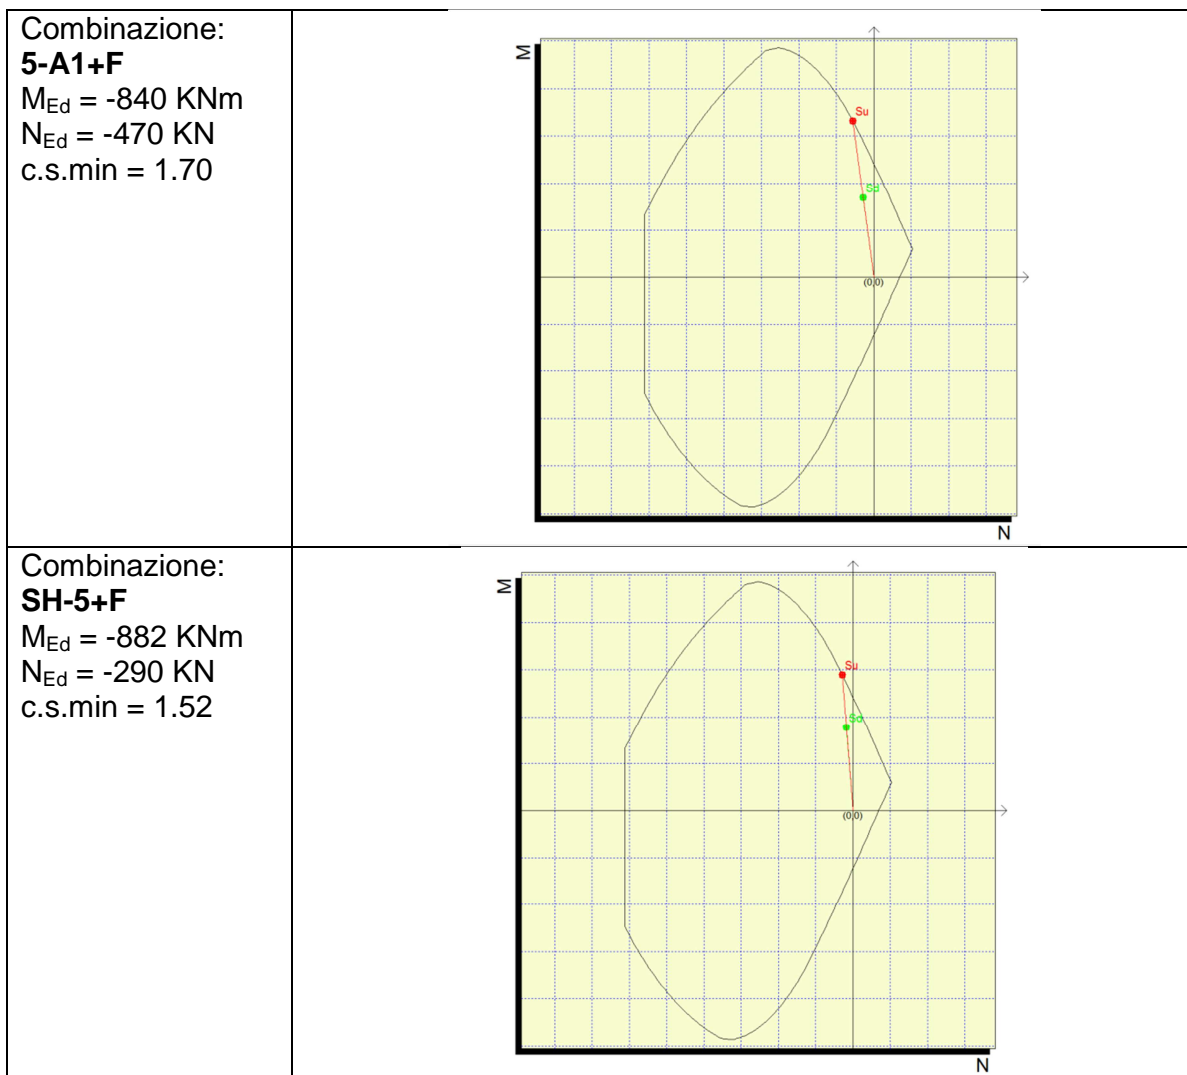 Combinazione:
5-A1+F
MEd = -840 KNm
NEd = -470 KN
c.s.min = 1.70
M
Su
Sd
(0,0)
N
Combinazione:
SH-5+F
MEd = -882 KNm
NEd = -290 KN
c.s.min = 1.52
M
Su
Sd
(0,0)
N